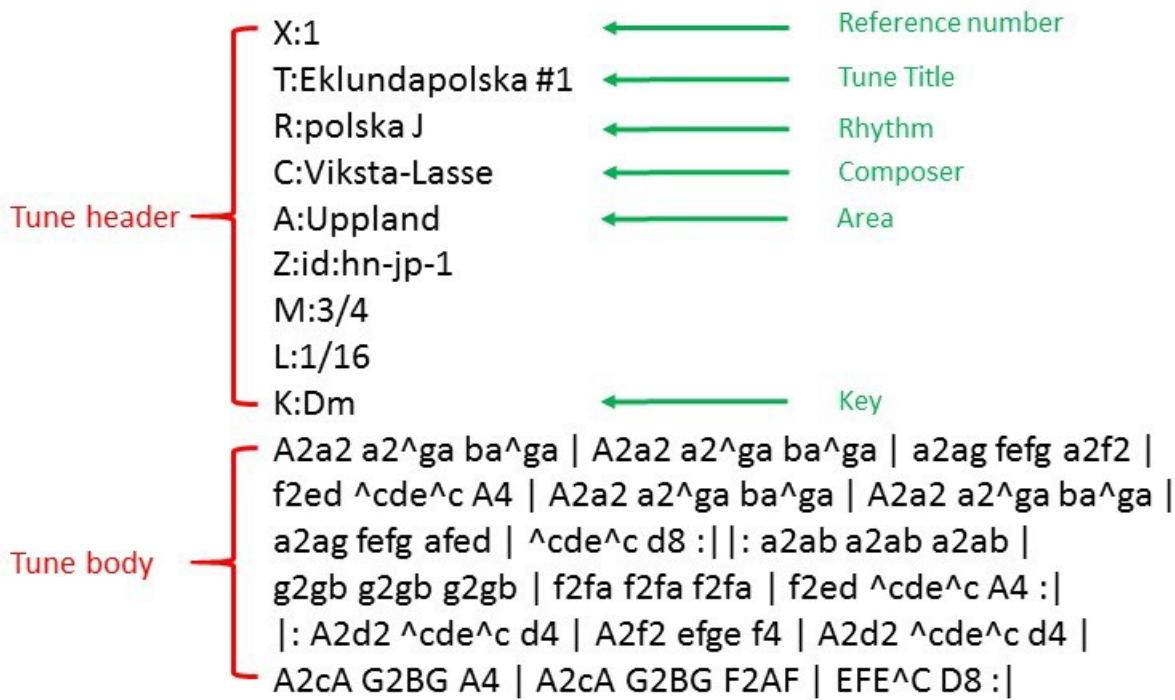 X:1 Reference number
T:Eklundapolska #1 Tune Title
R:polska J Rhythm
C:Viksta-Lasse Composer
Tune header A:Uppland Area
Z:id:hn-jp-1
M:3/4
L:1/16
K:Dm Key
A2a2 a2^ga ba^ga | A2a2 a2^ga ba^ga | a2ag fefg a2f2 |
f2ed ^cde^c A4 | A2a2 a2^ga ba^ga | A2a2 a2^ga ba^ga |
Tune body a2ag fefg afed | ^cde^c d8 :||: a2ab a2ab a2ab |
g2gb g2gb g2gb | f2fa f2fa f2fa | f2ed ^cde^c A4 :|
|: A2d2 ^cde^c d4 | A2f2 efge f4 | A2d2 ^cde^c d4 |
A2cA G2BG A4 | A2cA G2BG F2AF | EFE^C D8 :|